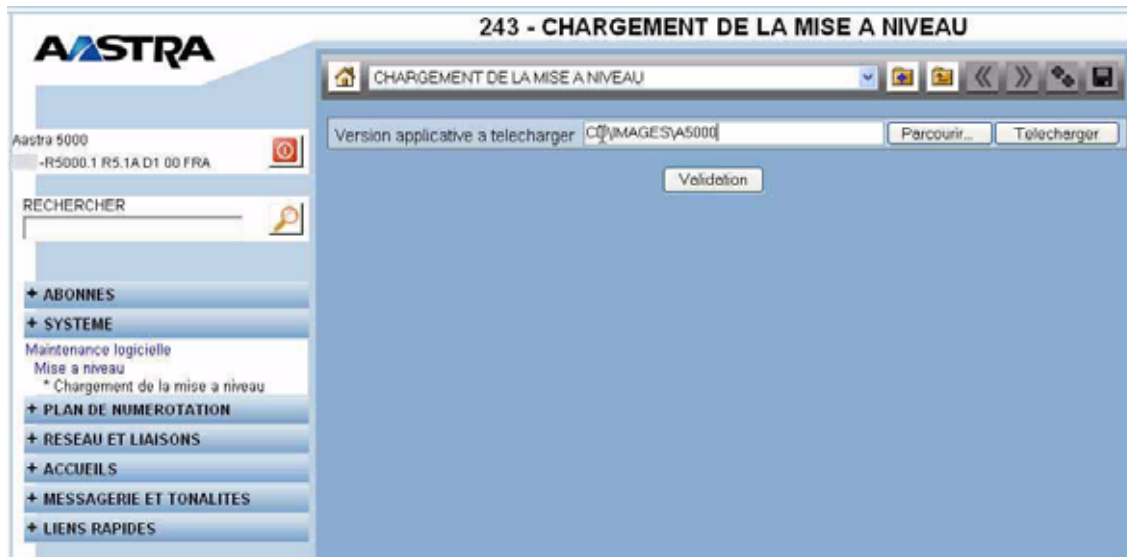 243 - CHARGEMENT DE LA MISE A NIVEAU
AASTRA
CHARGEMENT DE LA MISE A NIVEAU
Aastra 5000
-R5000.1 R5.1A D1 00 FRA
Version applicative a telecharger
Parcourir...
Telecharger
Validation
RECHERCHER
+ ABONNES
+ SYSTEME
Maintenance logicielle
Mise a niveau
* Chargement de la mise a niveau
+ PLAN DE NUMEROTATION
+ RESEAU ET LIAISONS
+ ACCUEILS
+ MESSAGERIE ET TONALITES
+ LIENS RAPIDES